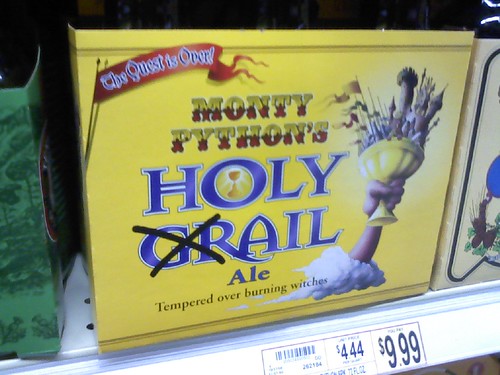 The Quest is Over!
MONTY
PYTHON'S
HOLY
GRAIL
Ale
Tempered over burning witches
$4.44
$9.99